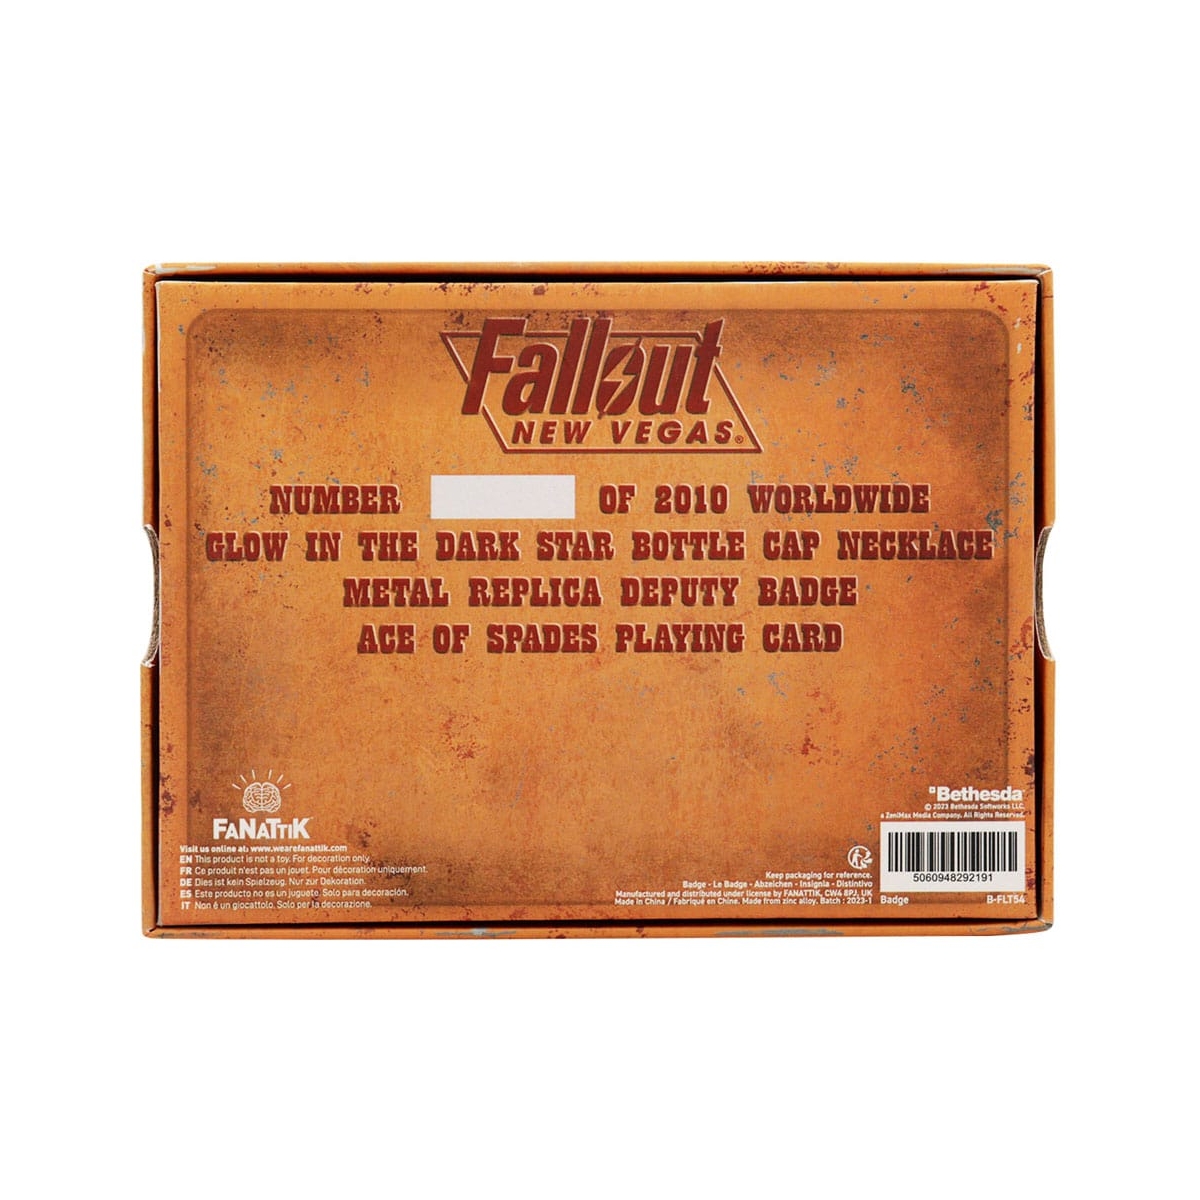 Fallout
NEW VEGAS®
NUMBER OF 2010 WORLDWIDE
GLOW IN THE DARK STAR BOTTLE CAP NECKLACE
METAL REPLICA DEPUTY BADGE
ACE OF SPADES PLAYING CARD
FaNaTtiK
Visit us online at: www.wearefanattik.com
EN This product is not a toy. For decoration only.
FR Ce produit n'est pas un jouet. Pour décoration uniquement.
DE Dies ist kein Spielzeug. Nur zur Dekoration.
ES Este producto no es un juguete. Solo para decoración.
IT Non è un giocattolo. Solo per la decorazione.
Bethesda
© 2023 Bethesda Softworks LLC,
a ZeniMax Media Company. All Rights Reserved.
5060948292191
Keep packaging for reference.
Badge - Le Badge - Abzeichen - Insignia - Distintivo
Manufactured and distributed under license by FANATTIK, CW4 8PJ, UK
Made in China / Fabriqué en Chine. Made from zinc alloy. Batch : 2023-1
Badge B-FLT54